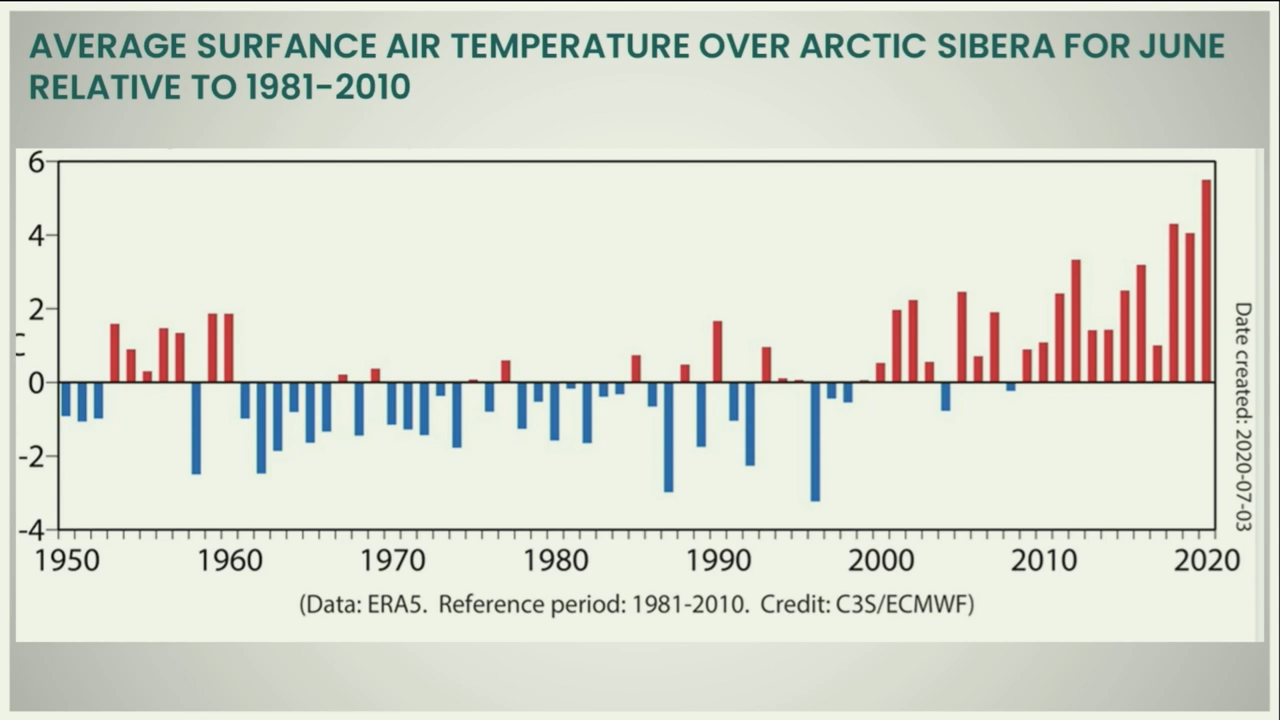 AVERAGE SURFANCE AIR TEMPERATURE OVER ARCTIC SIBERA FOR JUNE
RELATIVE TO 1981-2010
6
4
2
0
-2
-4
1950 1960 1970 1980 1990 2000 2010 2020
(Data: ERA5. Reference period: 1981-2010. Credit: C3S/ECMWF)
Date created: 2020-07-03